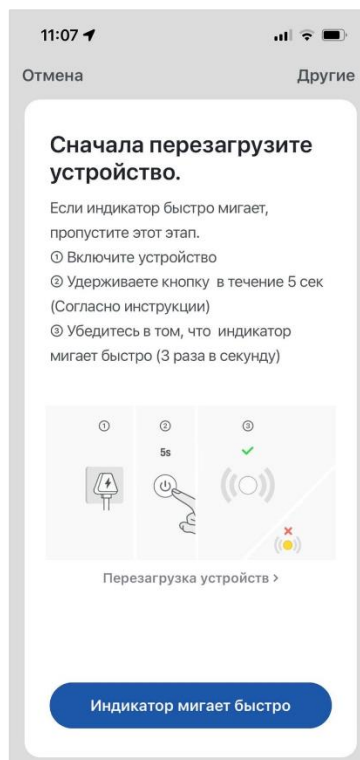 11:07
Отмена
Другие
Сначала перезагрузите
устройство.
Если индикатор быстро мигает,
пропустите этот этап.
① Включите устройство
② Удерживаете кнопку в течение 5 сек
(Согласно инструкции)
③ Убедитесь в том, что индикатор
мигает быстро (3 раза в секунду)
① ② ③
5s
Перезагрузка устройств >
Индикатор мигает быстро